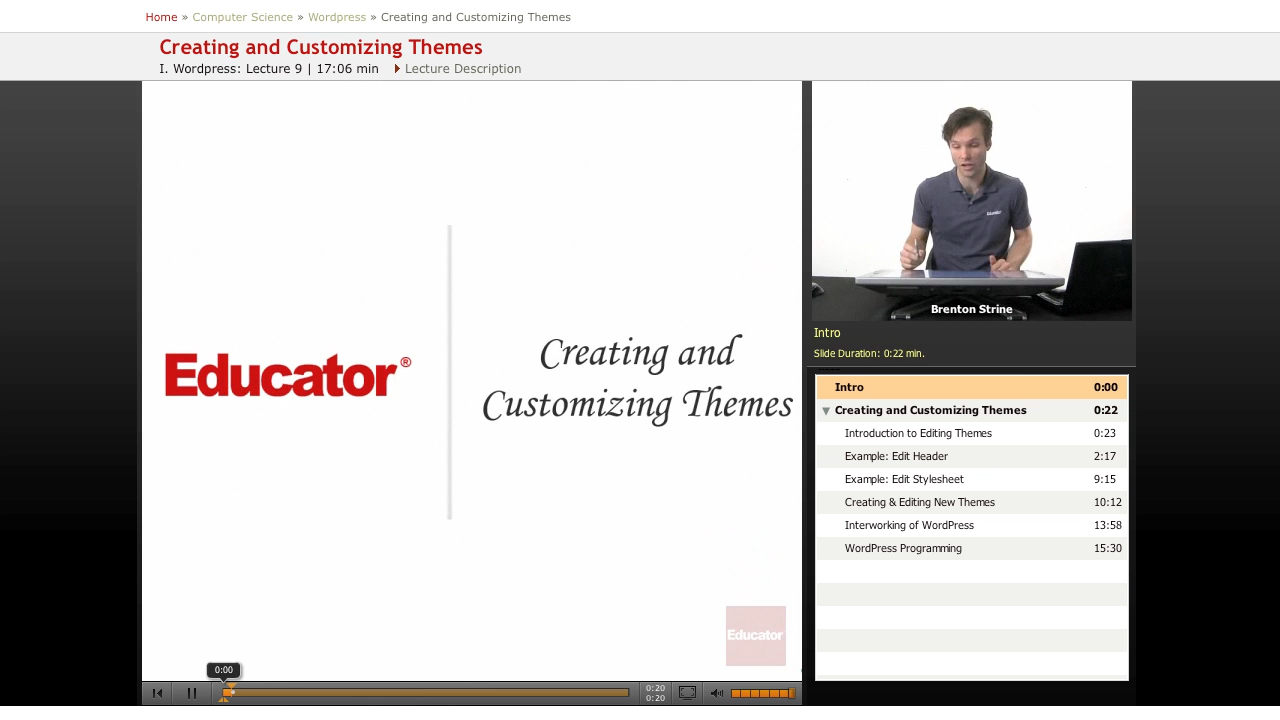 Home » Computer Science » Wordpress » Creating and Customizing Themes
Creating and Customizing Themes
I. Wordpress: Lecture 9 | 17:06 min Lecture Description
Educator®
Creating and
Customizing Themes
Educator
0:00
0:20
0:20
Brenton Strine
Intro
Slide Duration: 0:22 min.
Intro 0:00
Creating and Customizing Themes 0:22
Introduction to Editing Themes 0:23
Example: Edit Header 2:17
Example: Edit Stylesheet 9:15
Creating & Editing New Themes 10:12
Interworking of WordPress 13:58
WordPress Programming 15:30